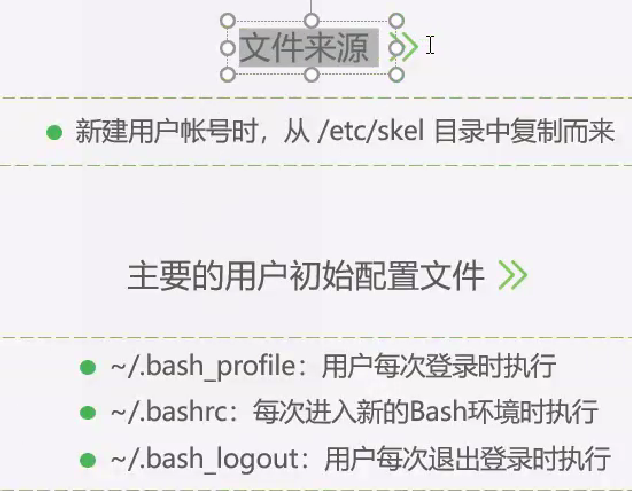 文件来源
新建用户帐号时，从 /etc/skel 目录中复制而来
主要的用户初始配置文件
~/.bash_profile：用户每次登录时执行
~/.bashrc：每次进入新的Bash环境时执行
~/.bash_logout：用户每次退出登录时执行